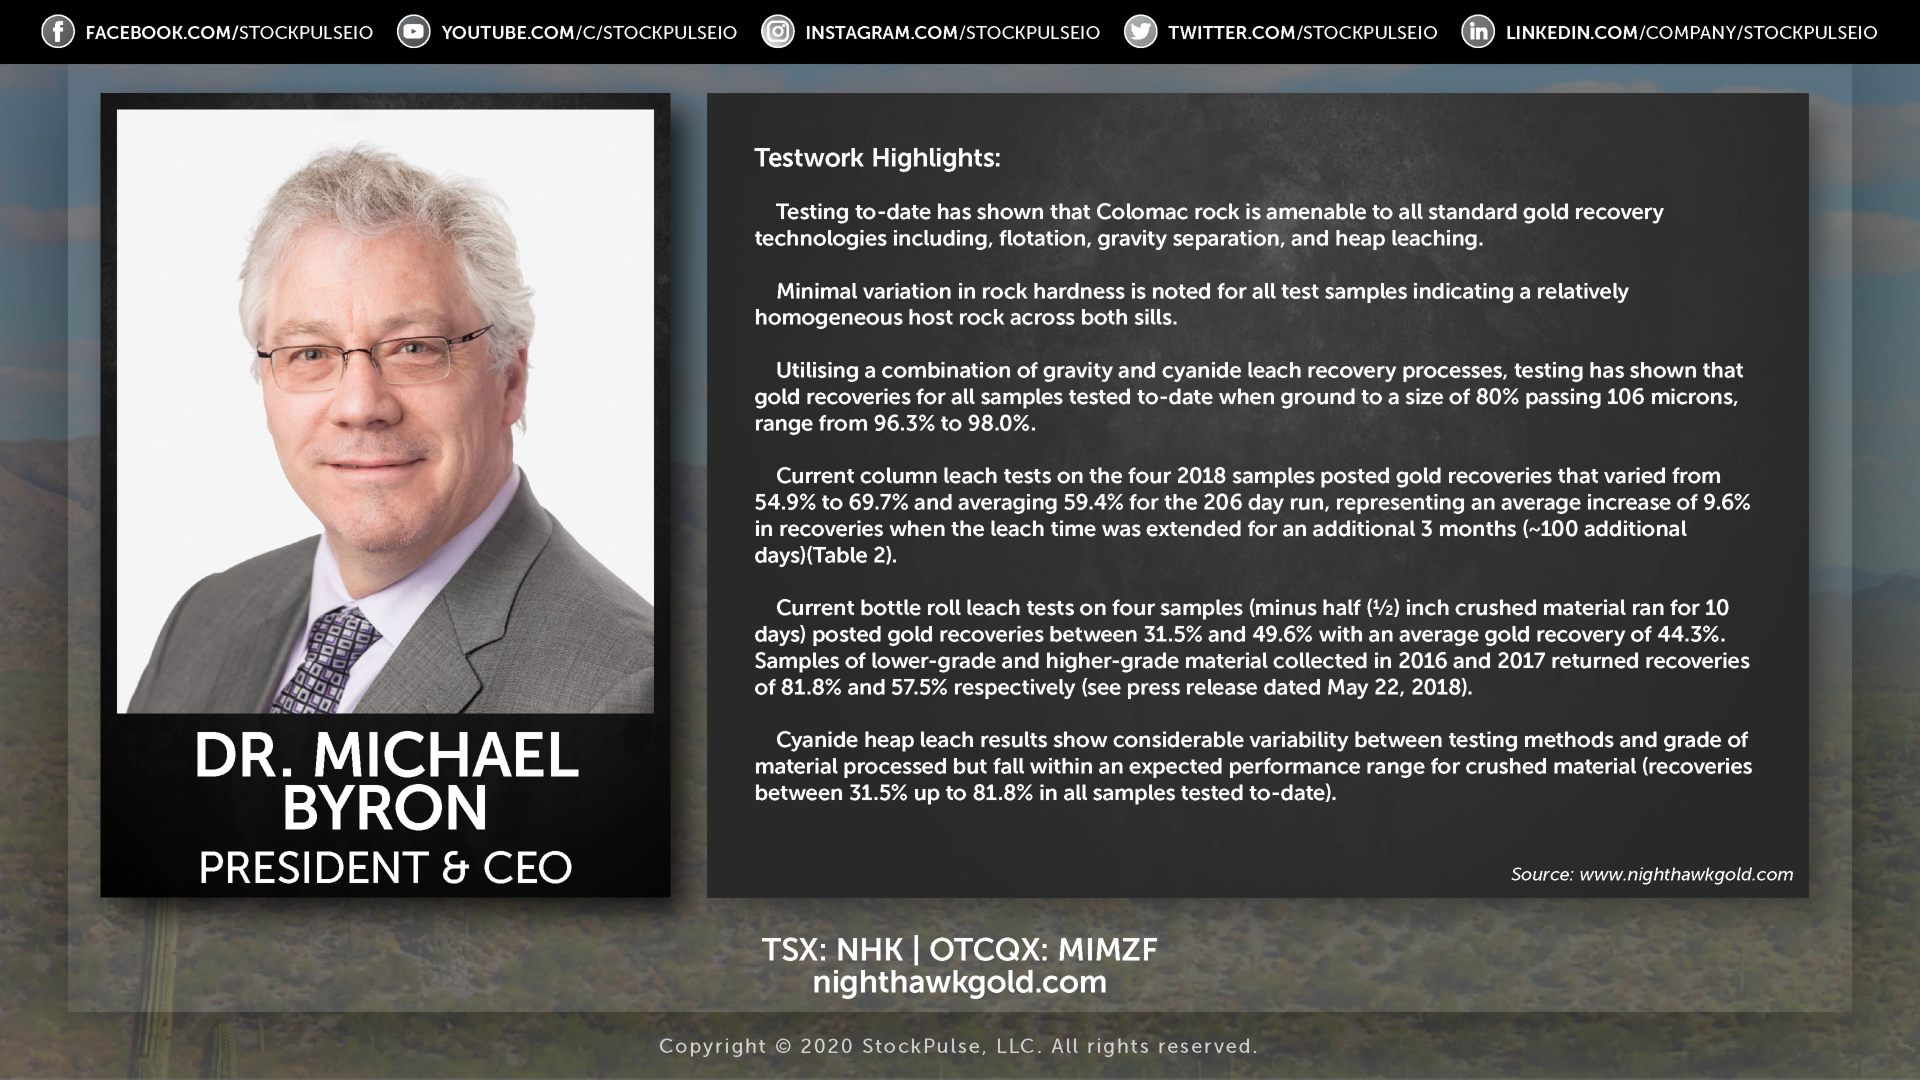 FACEBOOK.COM/STOCKPULSEIO YOUTUBE.COM/C/STOCKPULSEIO INSTAGRAM.COM/STOCKPULSEIO TWITTER.COM/STOCKPULSEIO LINKEDIN.COM/COMPANY/STOCKPULSEIO
DR. MICHAEL
BYRON
PRESIDENT & CEO
Testwork Highlights:
Testing to-date has shown that Colomac rock is amenable to all standard gold recovery
technologies including, flotation, gravity separation, and heap leaching.
Minimal variation in rock hardness is noted for all test samples indicating a relatively
homogeneous host rock across both sills.
Utilising a combination of gravity and cyanide leach recovery processes, testing has shown that
gold recoveries for all samples tested to-date when ground to a size of 80% passing 106 microns,
range from 96.3% to 98.0%.
Current column leach tests on the four 2018 samples posted gold recoveries that varied from
54.9% to 69.7% and averaging 59.4% for the 206 day run, representing an average increase of 9.6%
in recoveries when the leach time was extended for an additional 3 months (~100 additional
days)(Table 2).
Current bottle roll leach tests on four samples (minus half (½) inch crushed material ran for 10
days) posted gold recoveries between 31.5% and 49.6% with an average gold recovery of 44.3%.
Samples of lower-grade and higher-grade material collected in 2016 and 2017 returned recoveries
of 81.8% and 57.5% respectively (see press release dated May 22, 2018).
Cyanide heap leach results show considerable variability between testing methods and grade of
material processed but fall within an expected performance range for crushed material (recoveries
between 31.5% up to 81.8% in all samples tested to-date).
Source: www.nighthawkgold.com
TSX: NHK | OTCQX: MIMZF
nighthawkgold.com
Copyright © 2020 StockPulse, LLC. All rights reserved.